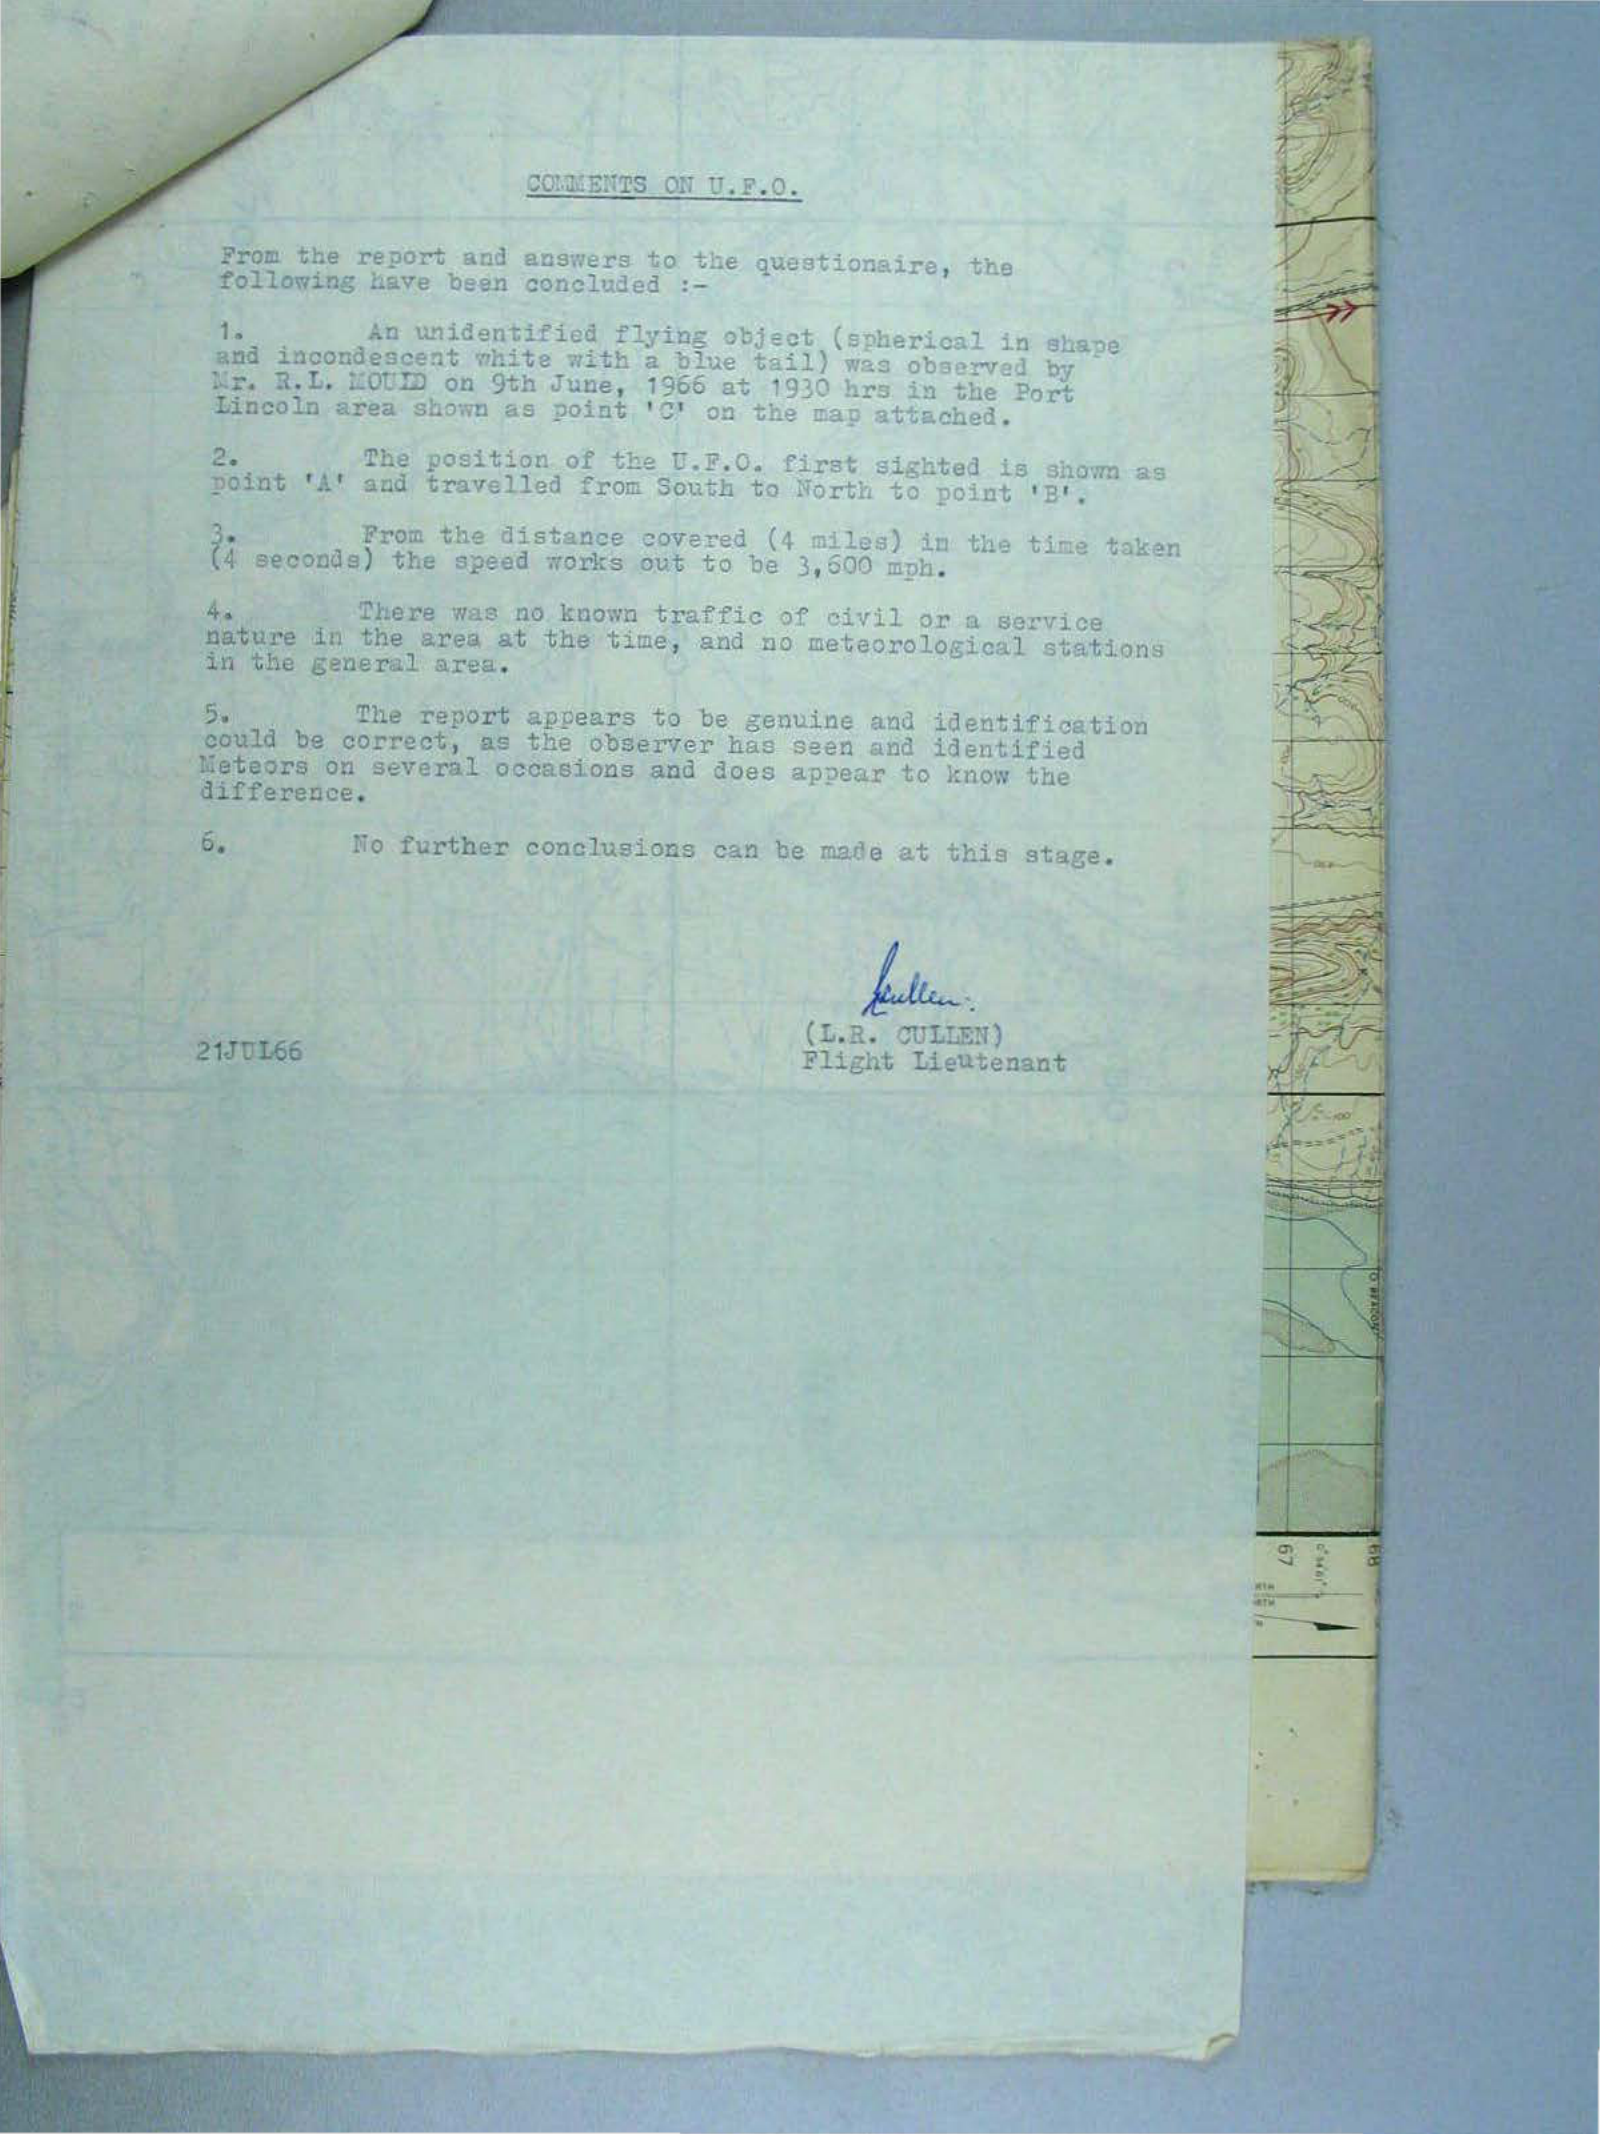 COMMENTS ON U.F.O.
From the report and answers to the questionaire, the
following have been concluded :-
1. An unidentified flying object (spherical in shape
and incondescent white with a blue tail) was observed by
Mr. R.L. MOULD on 9th June, 1966 at 1930 hrs in the Port
Lincoln area shown as point 'C' on the map attached.
2. The position of the U.F.O. first sighted is shown as
point 'A' and travelled from South to North to point 'B'.
3. From the distance covered (4 miles) in the time taken
(4 seconds) the speed works out to be 3,600 mph.
4. There was no known traffic of civil or a service
nature in the area at the time, and no meteorological stations
in the general area.
5. The report appears to be genuine and identification
could be correct, as the observer has seen and identified
Meteors on several occasions and does appear to know the
difference.
6. No further conclusions can be made at this stage.
(L.R. CULLEN)
21JUL66
Flight Lieutenant
TO BEACON
67
68